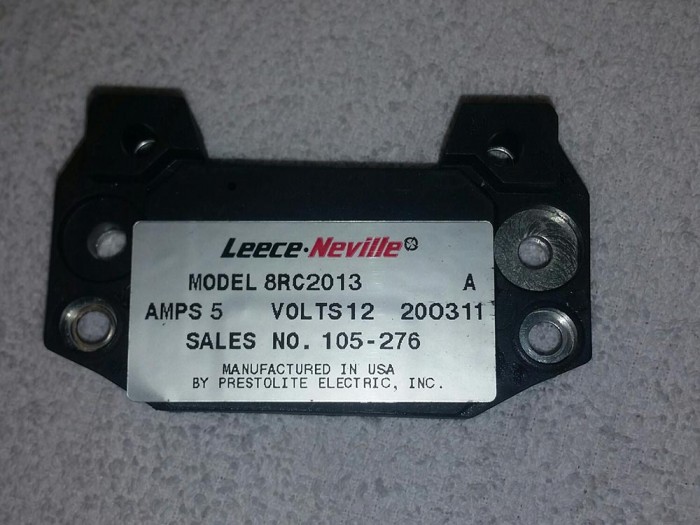 Leece·Neville
MODEL 8RC2013 A
AMPS 5 VOLTS 12 200311
SALES NO. 105-276
MANUFACTURED IN USA
BY PRESTOLITE ELECTRIC, INC.